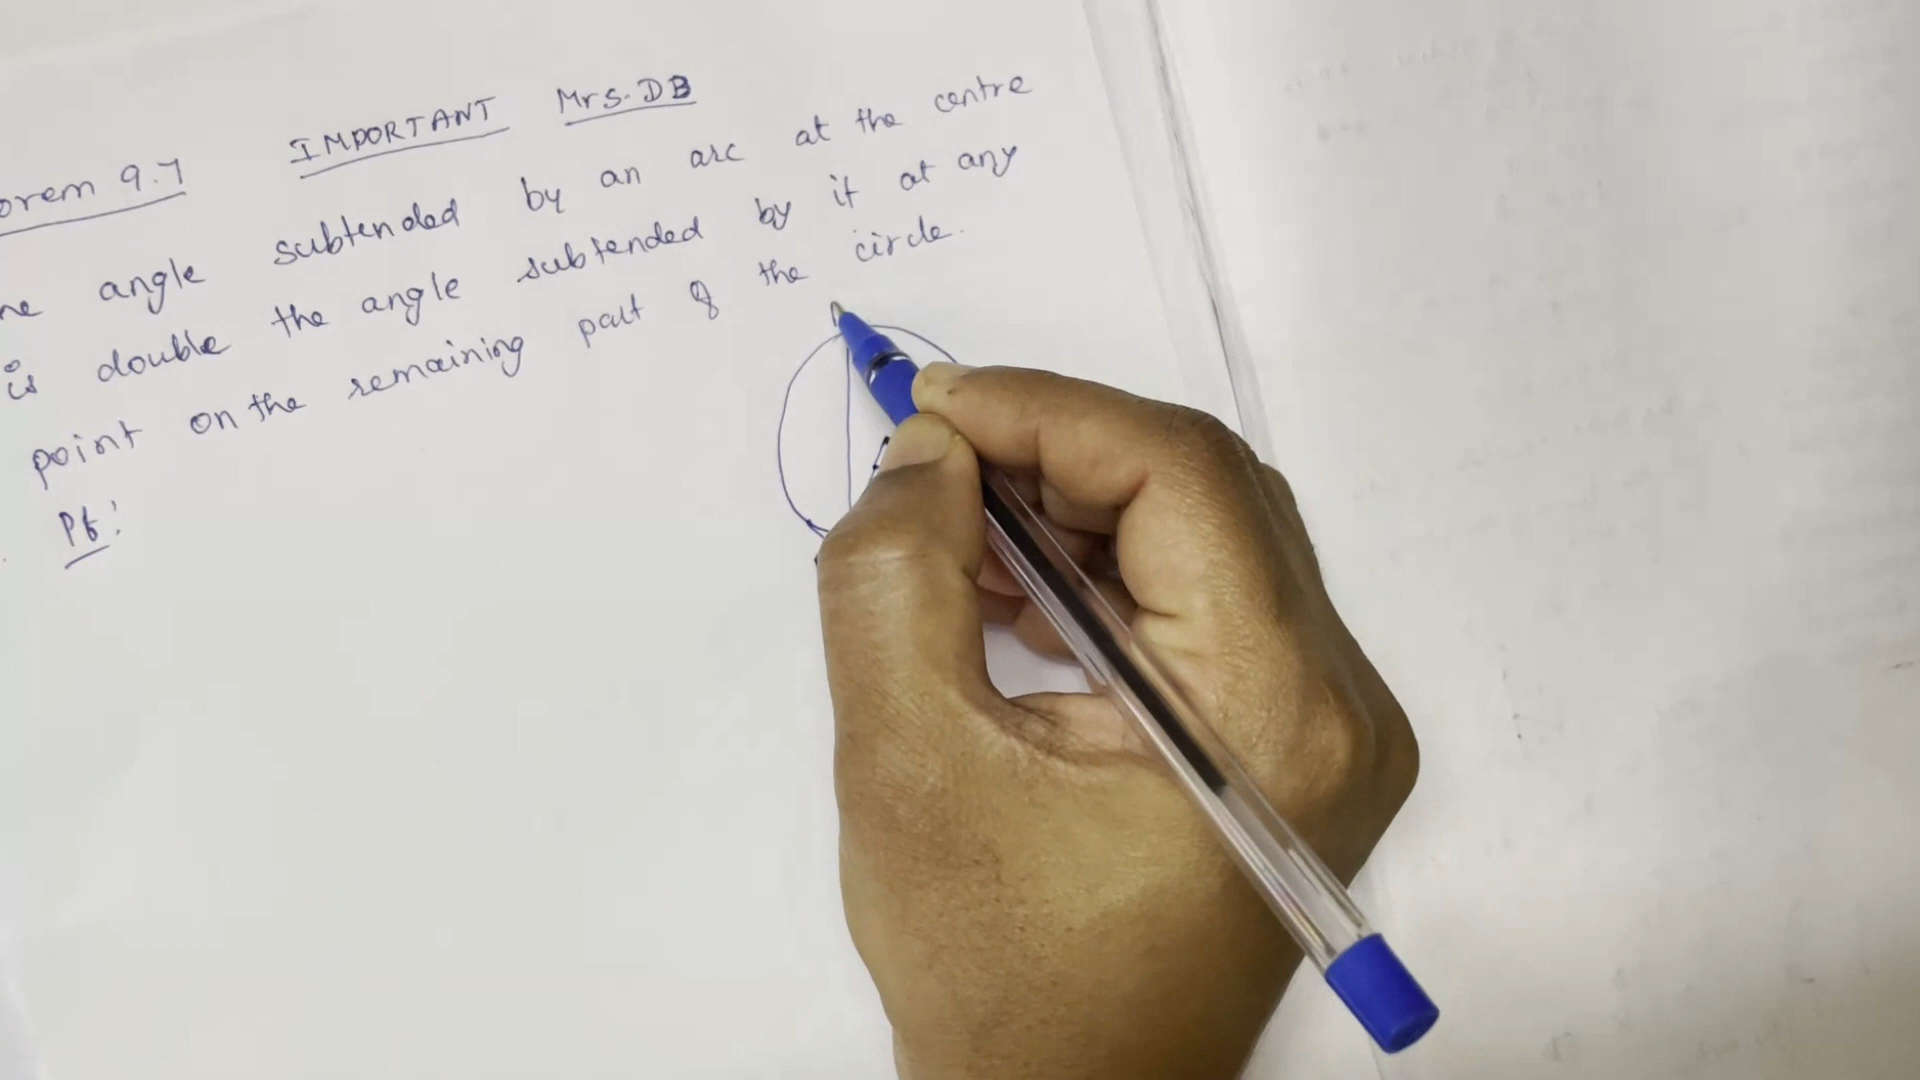 orem 9.7 IMPORTANT Mrs. DB
he angle subtended by an arc at the centre
is double the angle subtended by it at any
point on the remaining part of the circle.
Pf: